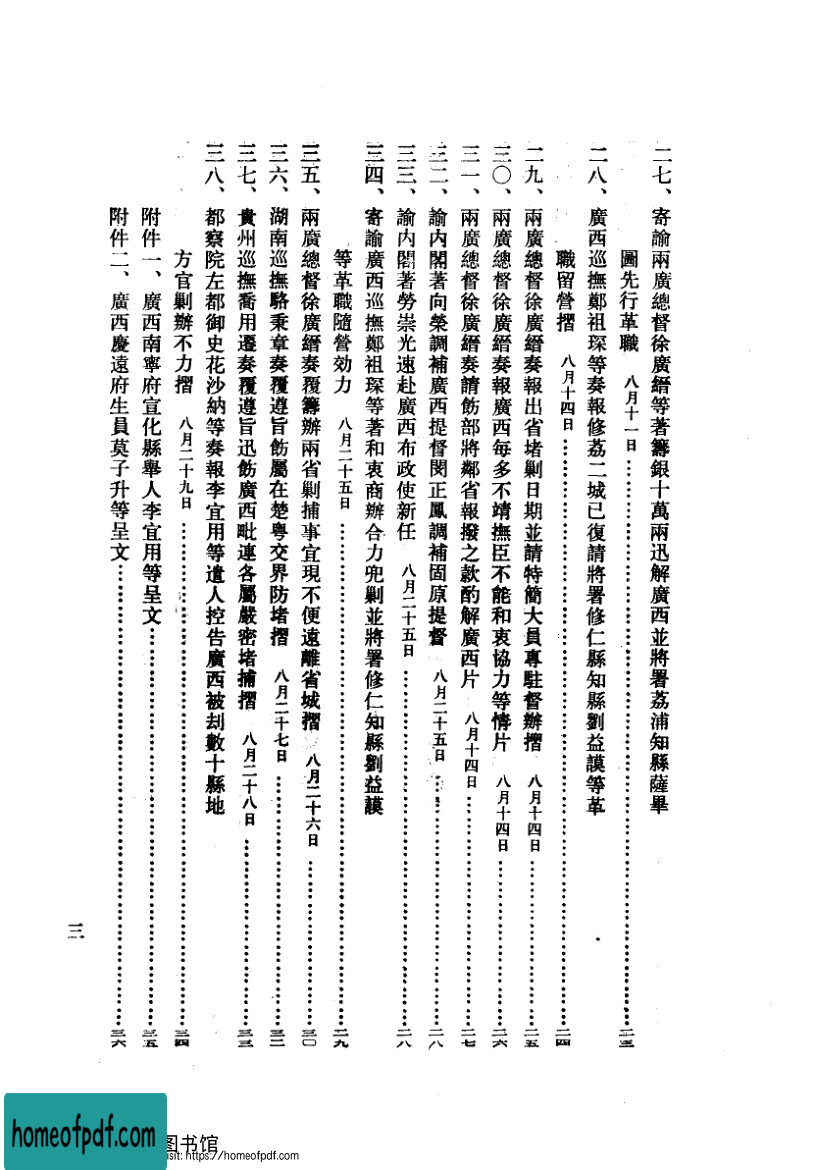 二七、寄諭兩廣總督徐廣縉等著籌銀十萬兩迅解廣西並將署荔浦知縣薩畢
圖先行革職 八月十一日……二三
二八、廣西巡撫鄭祖琛等奏報修荔二城已復請將署修仁縣知縣劉益謨等革
職留營摺 八月十四日……二四
二九、兩廣總督徐廣縉奏報出省堵剿日期並請特簡大員專駐督辦摺 八月十四日……二五
三〇、兩廣總督徐廣縉奏報廣西每多不靖撫臣不能和衷協力等情片 八月十四日……二六
三一、兩廣總督徐廣縉奏請飭部將鄰省報撥之款酌解廣西片 八月十四日……二七
三二、諭內閣著向榮調補廣西提督閔正鳳調補固原提督 八月二十五日……二八
三三、諭內閣著勞崇光速赴廣西布政使新任 八月二十五日……二八
三四、寄諭廣西巡撫鄭祖琛等著和衷商辦合力兜剿並將署修仁知縣劉益謨
等革職隨營効力 八月二十五日……二九
三五、兩廣總督徐廣縉奏覆籌辦兩省剿捕事宜現不便遠離省城摺 八月二十六日……三〇
三六、湖南巡撫駱秉章奏覆遵旨飭屬在楚粵交界防堵摺 八月二十七日……三二
三七、貴州巡撫喬用遷奏覆遵旨迅飭廣西毗連各屬嚴密堵捕摺 八月二十八日……三三
三八、都察院左都御史花沙納等奏報李宜用等遣人控告廣西被刦數十縣地
方官剿辦不力摺 八月二十九日……三四
附件一、廣西南寧府宣化縣舉人李宜用等呈文……三五
附件二、廣西慶遠府生員莫子升等呈文……三六
三
homeofpdf.com
图书馆
isit: https://homeofpdf.com